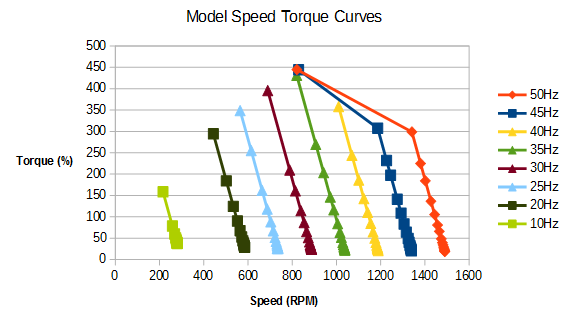 Model Speed Torque Curves
500
450
400
350
300
250
200
150
100
50
0
Torque (%)
0 200 400 600 800 1000 1200 1400 1600
Speed (RPM)
50Hz
45Hz
40Hz
35Hz
30Hz
25Hz
20Hz
10Hz